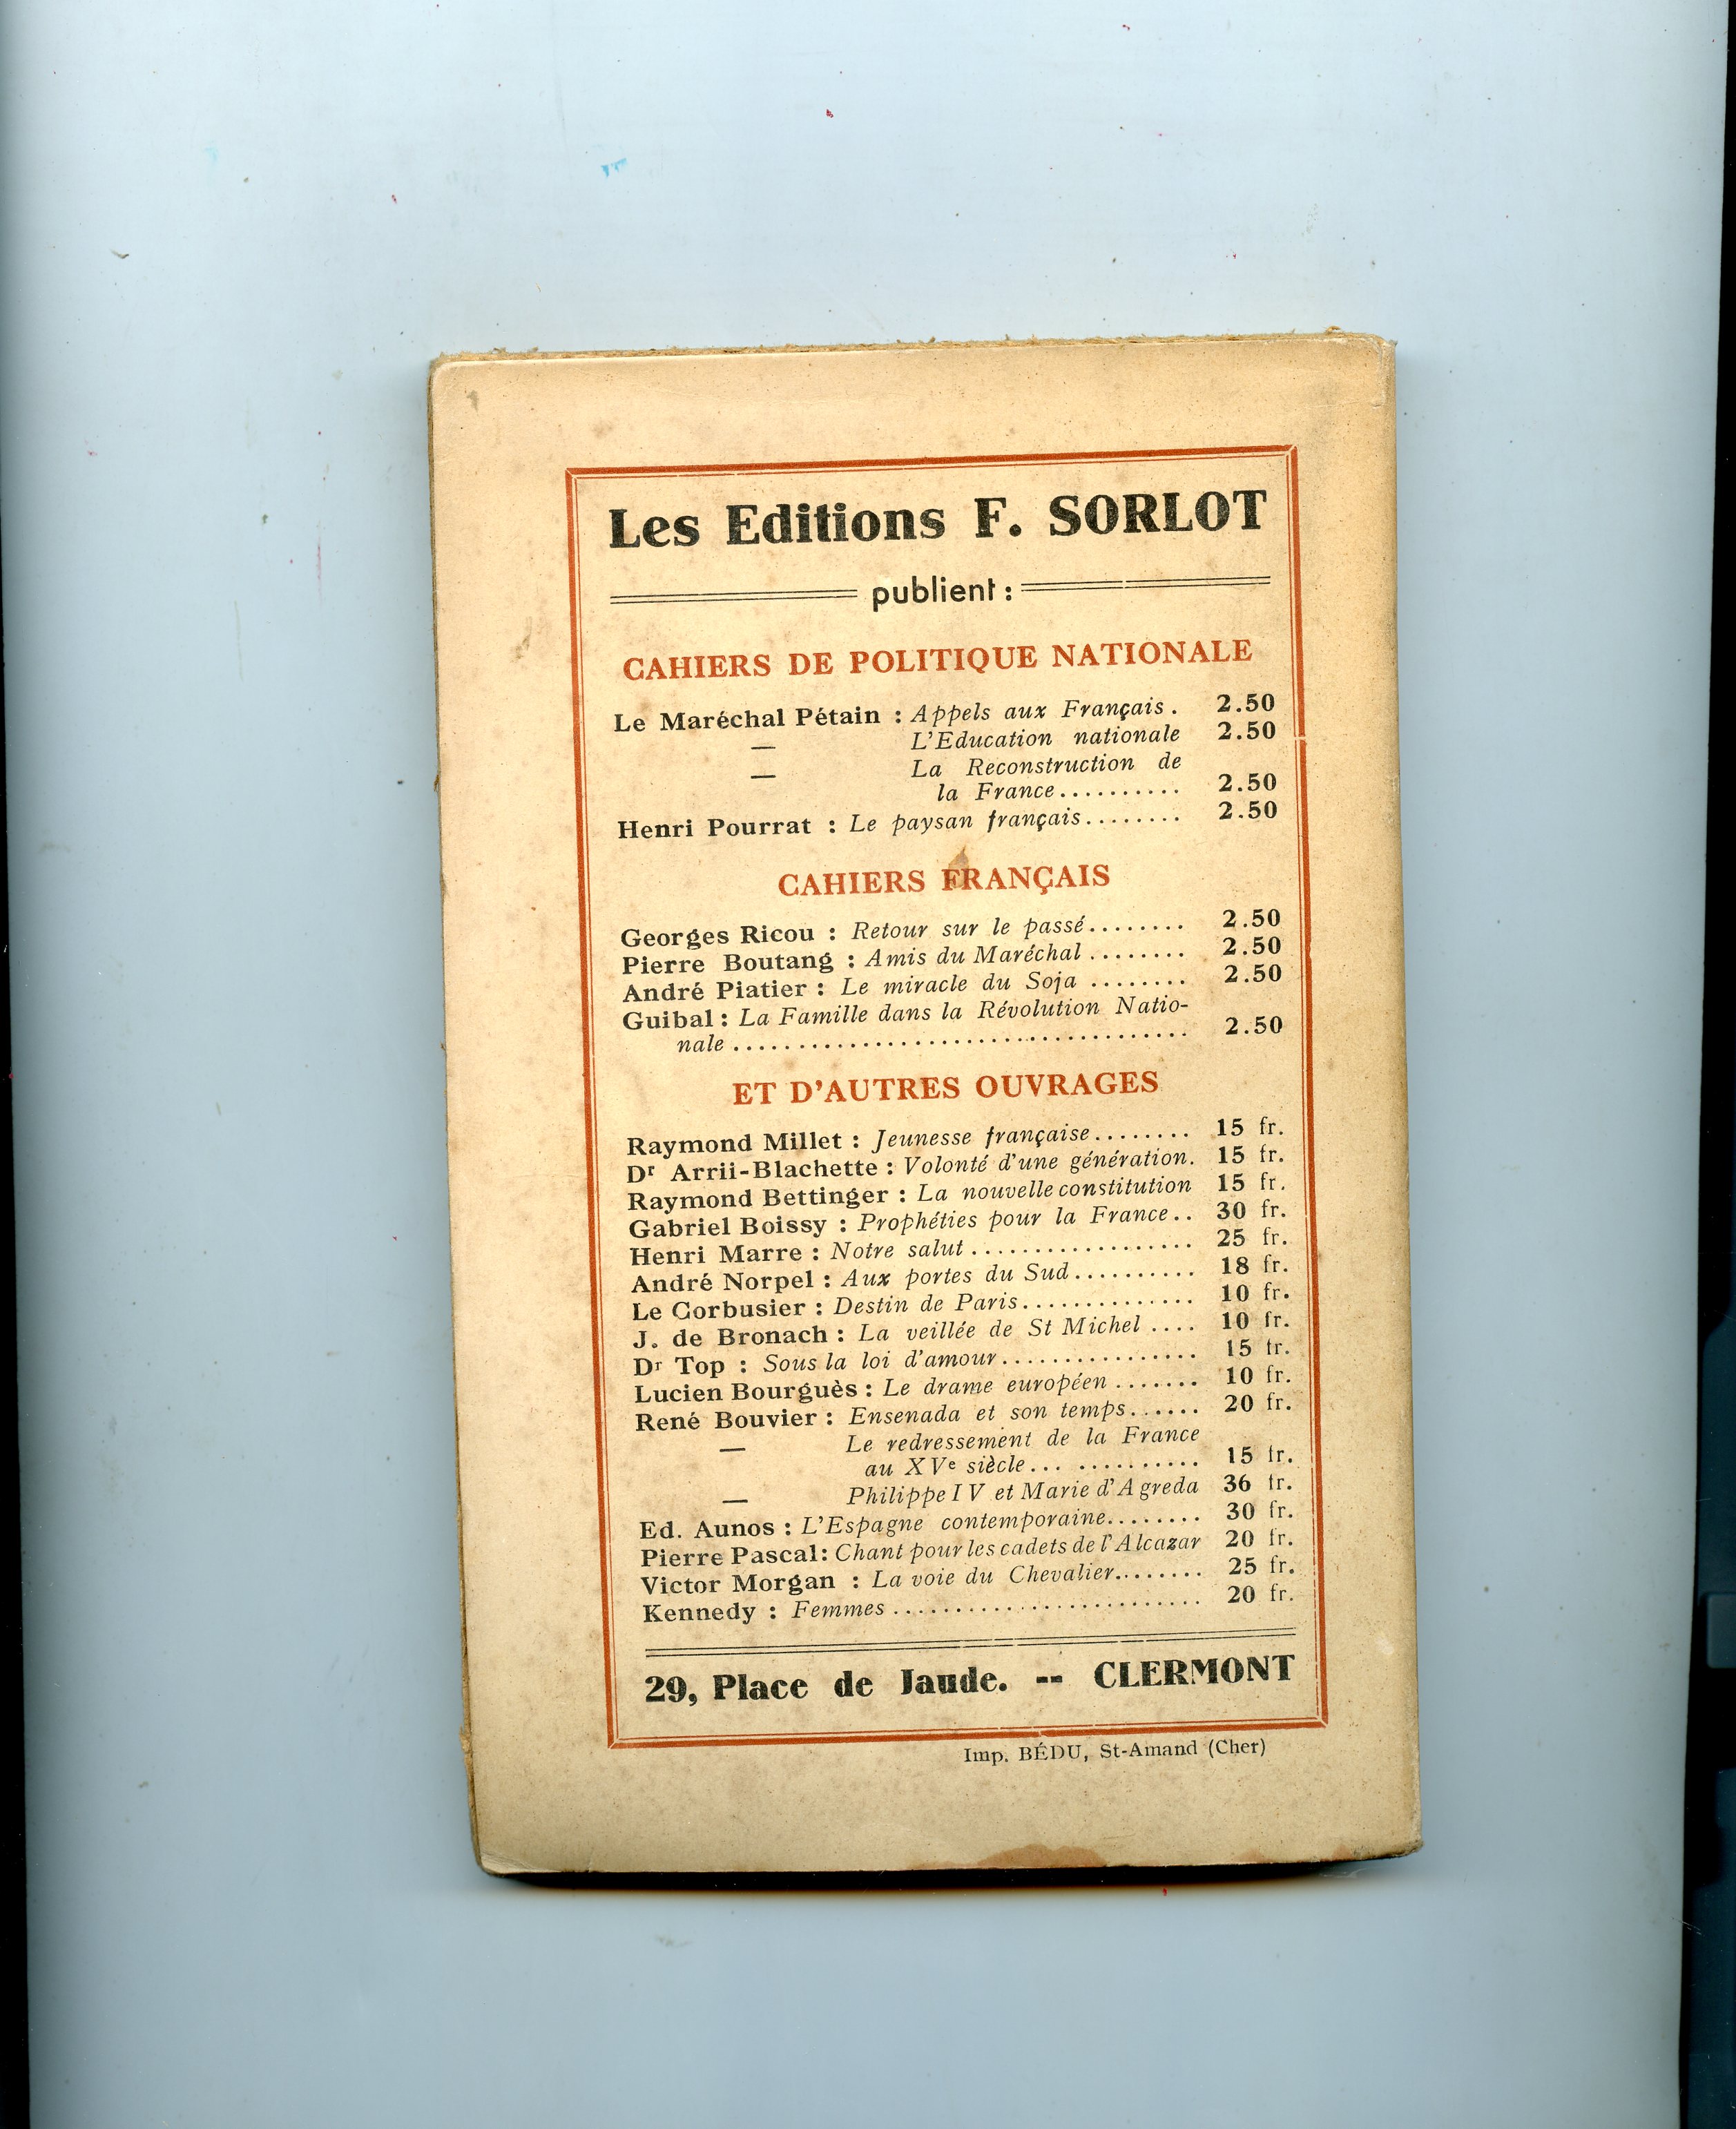 Les Editions F. SORLOT
publient :
CAHIERS DE POLITIQUE NATIONALE
Le Maréchal Pétain : Appels aux Français . 2.50
— L'Education nationale 2.50
— La Reconstruction de
la France.......... 2.50
Henri Pourrat : Le paysan français........ 2.50
CAHIERS FRANÇAIS
Georges Ricou : Retour sur le passé........ 2.50
Pierre Boutang : Amis du Maréchal ........ 2.50
André Piatier : Le miracle du Soja ........ 2.50
Guibal : La Famille dans la Révolution Natio-
nale .................................... 2.50
ET D'AUTRES OUVRAGES
Raymond Millet : Jeunesse française........ 15 fr.
Dr Arrii-Blachette : Volonté d'une génération. 15 fr.
Raymond Bettinger : La nouvelle constitution 15 fr.
Gabriel Boissy : Prophéties pour la France.. 30 fr.
Henri Marre : Notre salut .................. 25 fr.
André Norpel : Aux portes du Sud.......... 18 fr.
Le Corbusier : Destin de Paris.............. 10 fr.
J. de Bronach : La veillée de St Michel .... 10 fr.
Dr Top : Sous la loi d'amour................ 15 fr.
Lucien Bourguès : Le drame européen ....... 10 fr.
René Bouvier : Ensenada et son temps...... 20 fr.
— Le redressement de la France
au XVe siècle... .......... 15 fr.
— Philippe IV et Marie d'Agreda 36 fr.
Ed. Aunos : L'Espagne contemporaine........ 30 fr.
Pierre Pascal : Chant pour les cadets de l'Alcazar 20 fr.
Victor Morgan : La voie du Chevalier........ 25 fr.
Kennedy : Femmes ......................... 20 fr.
29, Place de Jaude. -- CLERMONT
Imp. BÉDU, St-Amand (Cher)